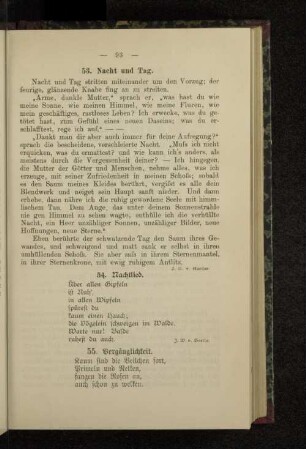 — 90 —
53. Nacht und Tag.
Nacht und Tag stritten miteinander um den Vorzug; der
feurige, glänzende Knabe fing an zu streiten.
„Arme, dunkle Mutter,“ sprach er, „was hast du wie
meine Sonne, wie meinen Himmel, wie meine Fluren, wie
mein geschäftiges, rastloses Leben? Ich erwecke, was du ge-
tötet hast, zum Gefühl eines neuen Daseins; was du er-
schlafftest, rege ich auf.“ — —
„Dankt man dir aber auch immer für deine Aufregung?“
sprach die bescheidene, verschleierte Nacht. „Muß ich nicht
erquicken, was du ermattest? und wie kann ich's als meistens
durch die Vergessenheit deiner? — Ich hingegen,
die Mutter der Götter und Menschen, nehme alles, was ich
erzeuge, mit seiner Zufriedenheit in meinen Schoß; sobald
es den Saum meines Kleides berührt, vergißt es alle dein
Blendwerk und neiget sein Haupt sanft nieder. Und dann er-
hebe, dann nähre ich die ruhig gewordene Seele mit himm-
lischem Tau. Dem Auge, das unter deinem Sonnenstrahle
nie gen Himmel zu sehen wagte, enthülle ich, die verhüllte
Nacht, ein Heer unzähliger Sonnen, unzähliger Bilder, neue
Hoffnungen, neue Sterne.“
Eben berührte der schwatzende Tag den Saum ihres Ge-
wandes, und schweigend und matt sank er selbst in ihren
umhüllenden Schoß. Sie aber saß in ihrem Sternenmantel,
in ihrer Sternenkrone, mit ewig ruhigem Antlitz.
J. G. v. Herder.
54. Nachtlied.
Über allen Gipfeln
ist Ruh',
in allen Wipfeln
spürest du
kaum einen Hauch;
die Vögelein schweigen im Walde.
Warte nur! Balde
ruhest du auch.
J. W. v. Goethe.
55. Vergänglichkeit.
Kaum sind die Veilchen fort,
Primeln und Nelken,
fangen die Rosen an,
auch schon zu welken.